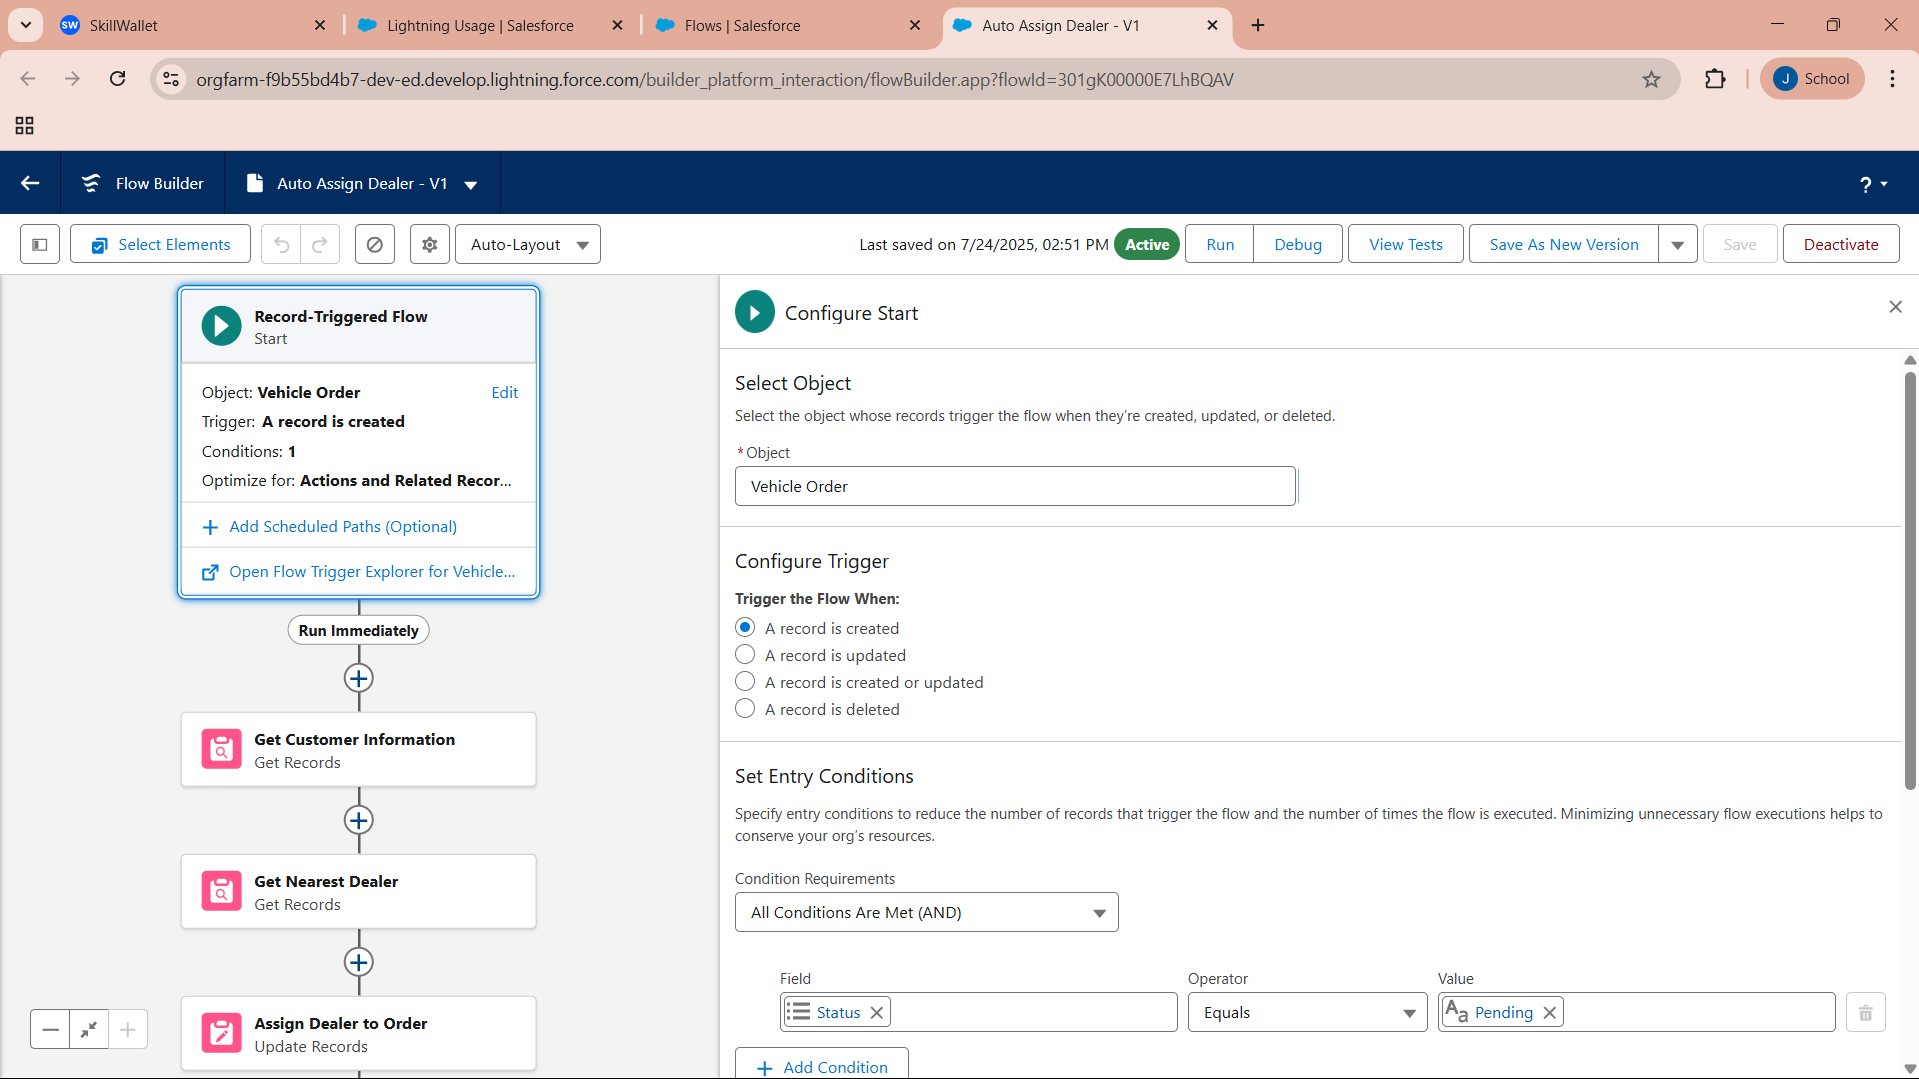 SW SkillWallet
Lightning Usage | Salesforce
Flows | Salesforce
Auto Assign Dealer - V1
orgfarm-f9b55bd4b7-dev-ed.develop.lightning.force.com/builder_platform_interaction/flowBuilder.app?flowId=301gK00000E7LhBQAV
J School
Flow Builder
Auto Assign Dealer - V1
?
Select Elements
Auto-Layout
Last saved on 7/24/2025, 02:51 PM
Active
Run
Debug
View Tests
Save As New Version
Save
Deactivate
Record-Triggered Flow
Start
Object: Vehicle Order
Edit
Trigger: A record is created
Conditions: 1
Optimize for: Actions and Related Recor...
Add Scheduled Paths (Optional)
Open Flow Trigger Explorer for Vehicle...
Run Immediately
Get Customer Information
Get Records
Get Nearest Dealer
Get Records
Assign Dealer to Order
Update Records
Configure Start
Select Object
Select the object whose records trigger the flow when they're created, updated, or deleted.
*Object
Vehicle Order
Configure Trigger
Trigger the Flow When:
A record is created
A record is updated
A record is created or updated
A record is deleted
Set Entry Conditions
Specify entry conditions to reduce the number of records that trigger the flow and the number of times the flow is executed. Minimizing unnecessary flow executions helps to
conserve your org's resources.
Condition Requirements
All Conditions Are Met (AND)
Field
Operator
Value
Status
Equals
Aa Pending
Add Condition